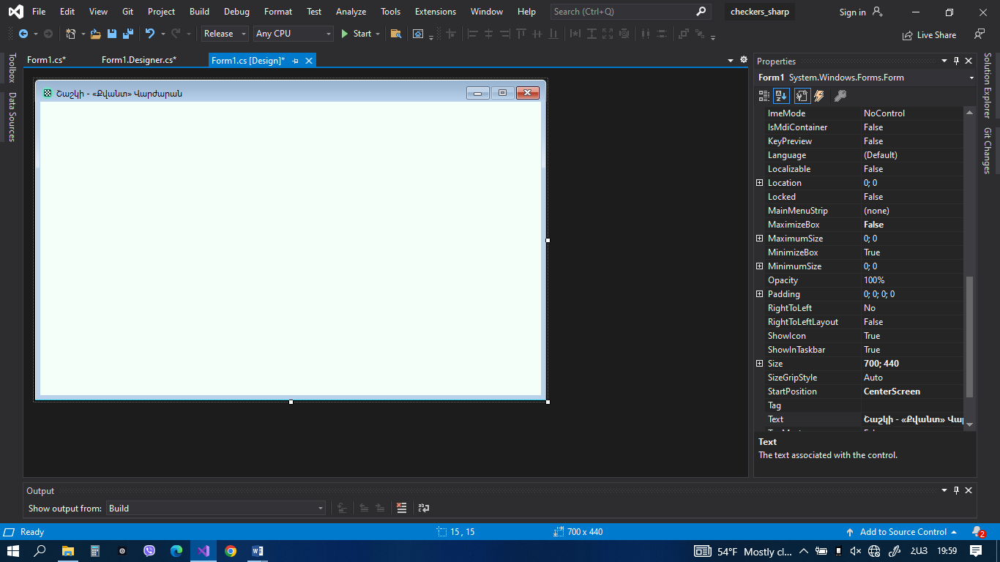 File Edit View Git Project Build Debug Format Test Analyze Tools Extensions Window Help Search (Ctrl+Q) checkers_sharp Sign in
Release Any CPU Start Live Share
Toolbox
Data Sources
Form1.cs* Form1.Designer.cs* Form1.cs [Design]*
Շաշկի - «Քվանտ» Վարժարան
Properties
Form1 System.Windows.Forms.Form
ImeMode NoControl
IsMdiContainer False
KeyPreview False
Language (Default)
Localizable False
Location 0; 0
Locked False
MainMenuStrip (none)
MaximizeBox False
MaximumSize 0; 0
MinimizeBox True
MinimumSize 0; 0
Opacity 100%
Padding 0; 0; 0; 0
RightToLeft No
RightToLeftLayout False
ShowIcon True
ShowInTaskbar True
Size 700; 440
SizeGripStyle Auto
StartPosition CenterScreen
Tag
Text Շաշկի - «Քվանտ» Վար
Text
The text associated with the control.
Solution Explorer
Git Changes
Output
Show output from: Build
Ready 15 , 15 700 x 440 Add to Source Control 2
54°F Mostly cl... ՀԱՅ 19:59